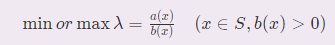 min or max λ = a(x)/b(x) (x ∈ S, b(x) > 0)